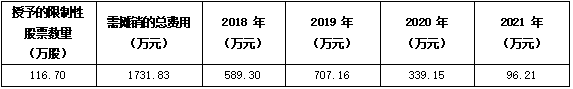 授予的限制性
股票数量
(万股)
需摊销的总费用
(万元)
2018 年
(万元)
2019 年
(万元)
2020 年
(万元)
2021 年
(万元)
116.70 1731.83 589.30 707.16 339.15 96.21